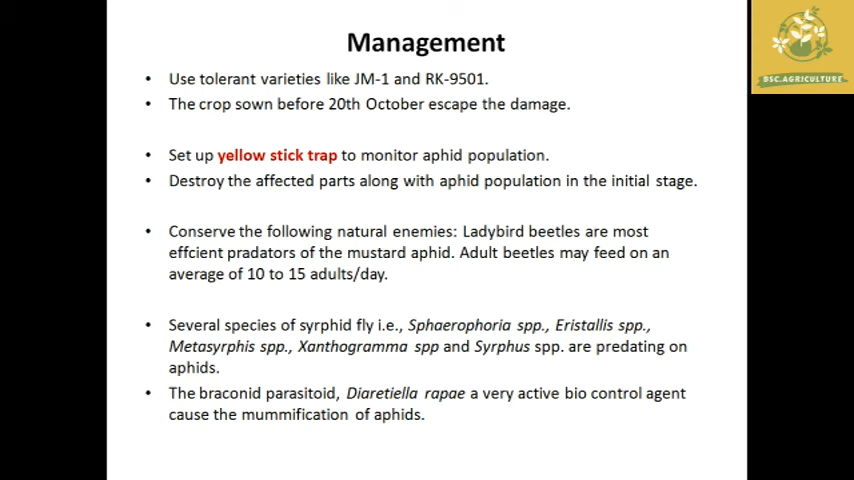 Management
BSC.AGRICULTURE
• Use tolerant varieties like JM-1 and RK-9501.
• The crop sown before 20th October escape the damage.
• Set up yellow stick trap to monitor aphid population.
• Destroy the affected parts along with aphid population in the initial stage.
• Conserve the following natural enemies: Ladybird beetles are most
effcient pradators of the mustard aphid. Adult beetles may feed on an
average of 10 to 15 adults/day.
• Several species of syrphid fly i.e., Sphaerophoria spp., Eristallis spp.,
Metasyrphis spp., Xanthogramma spp and Syrphus spp. are predating on
aphids.
• The braconid parasitoid, Diaretiella rapae a very active bio control agent
cause the mummification of aphids.